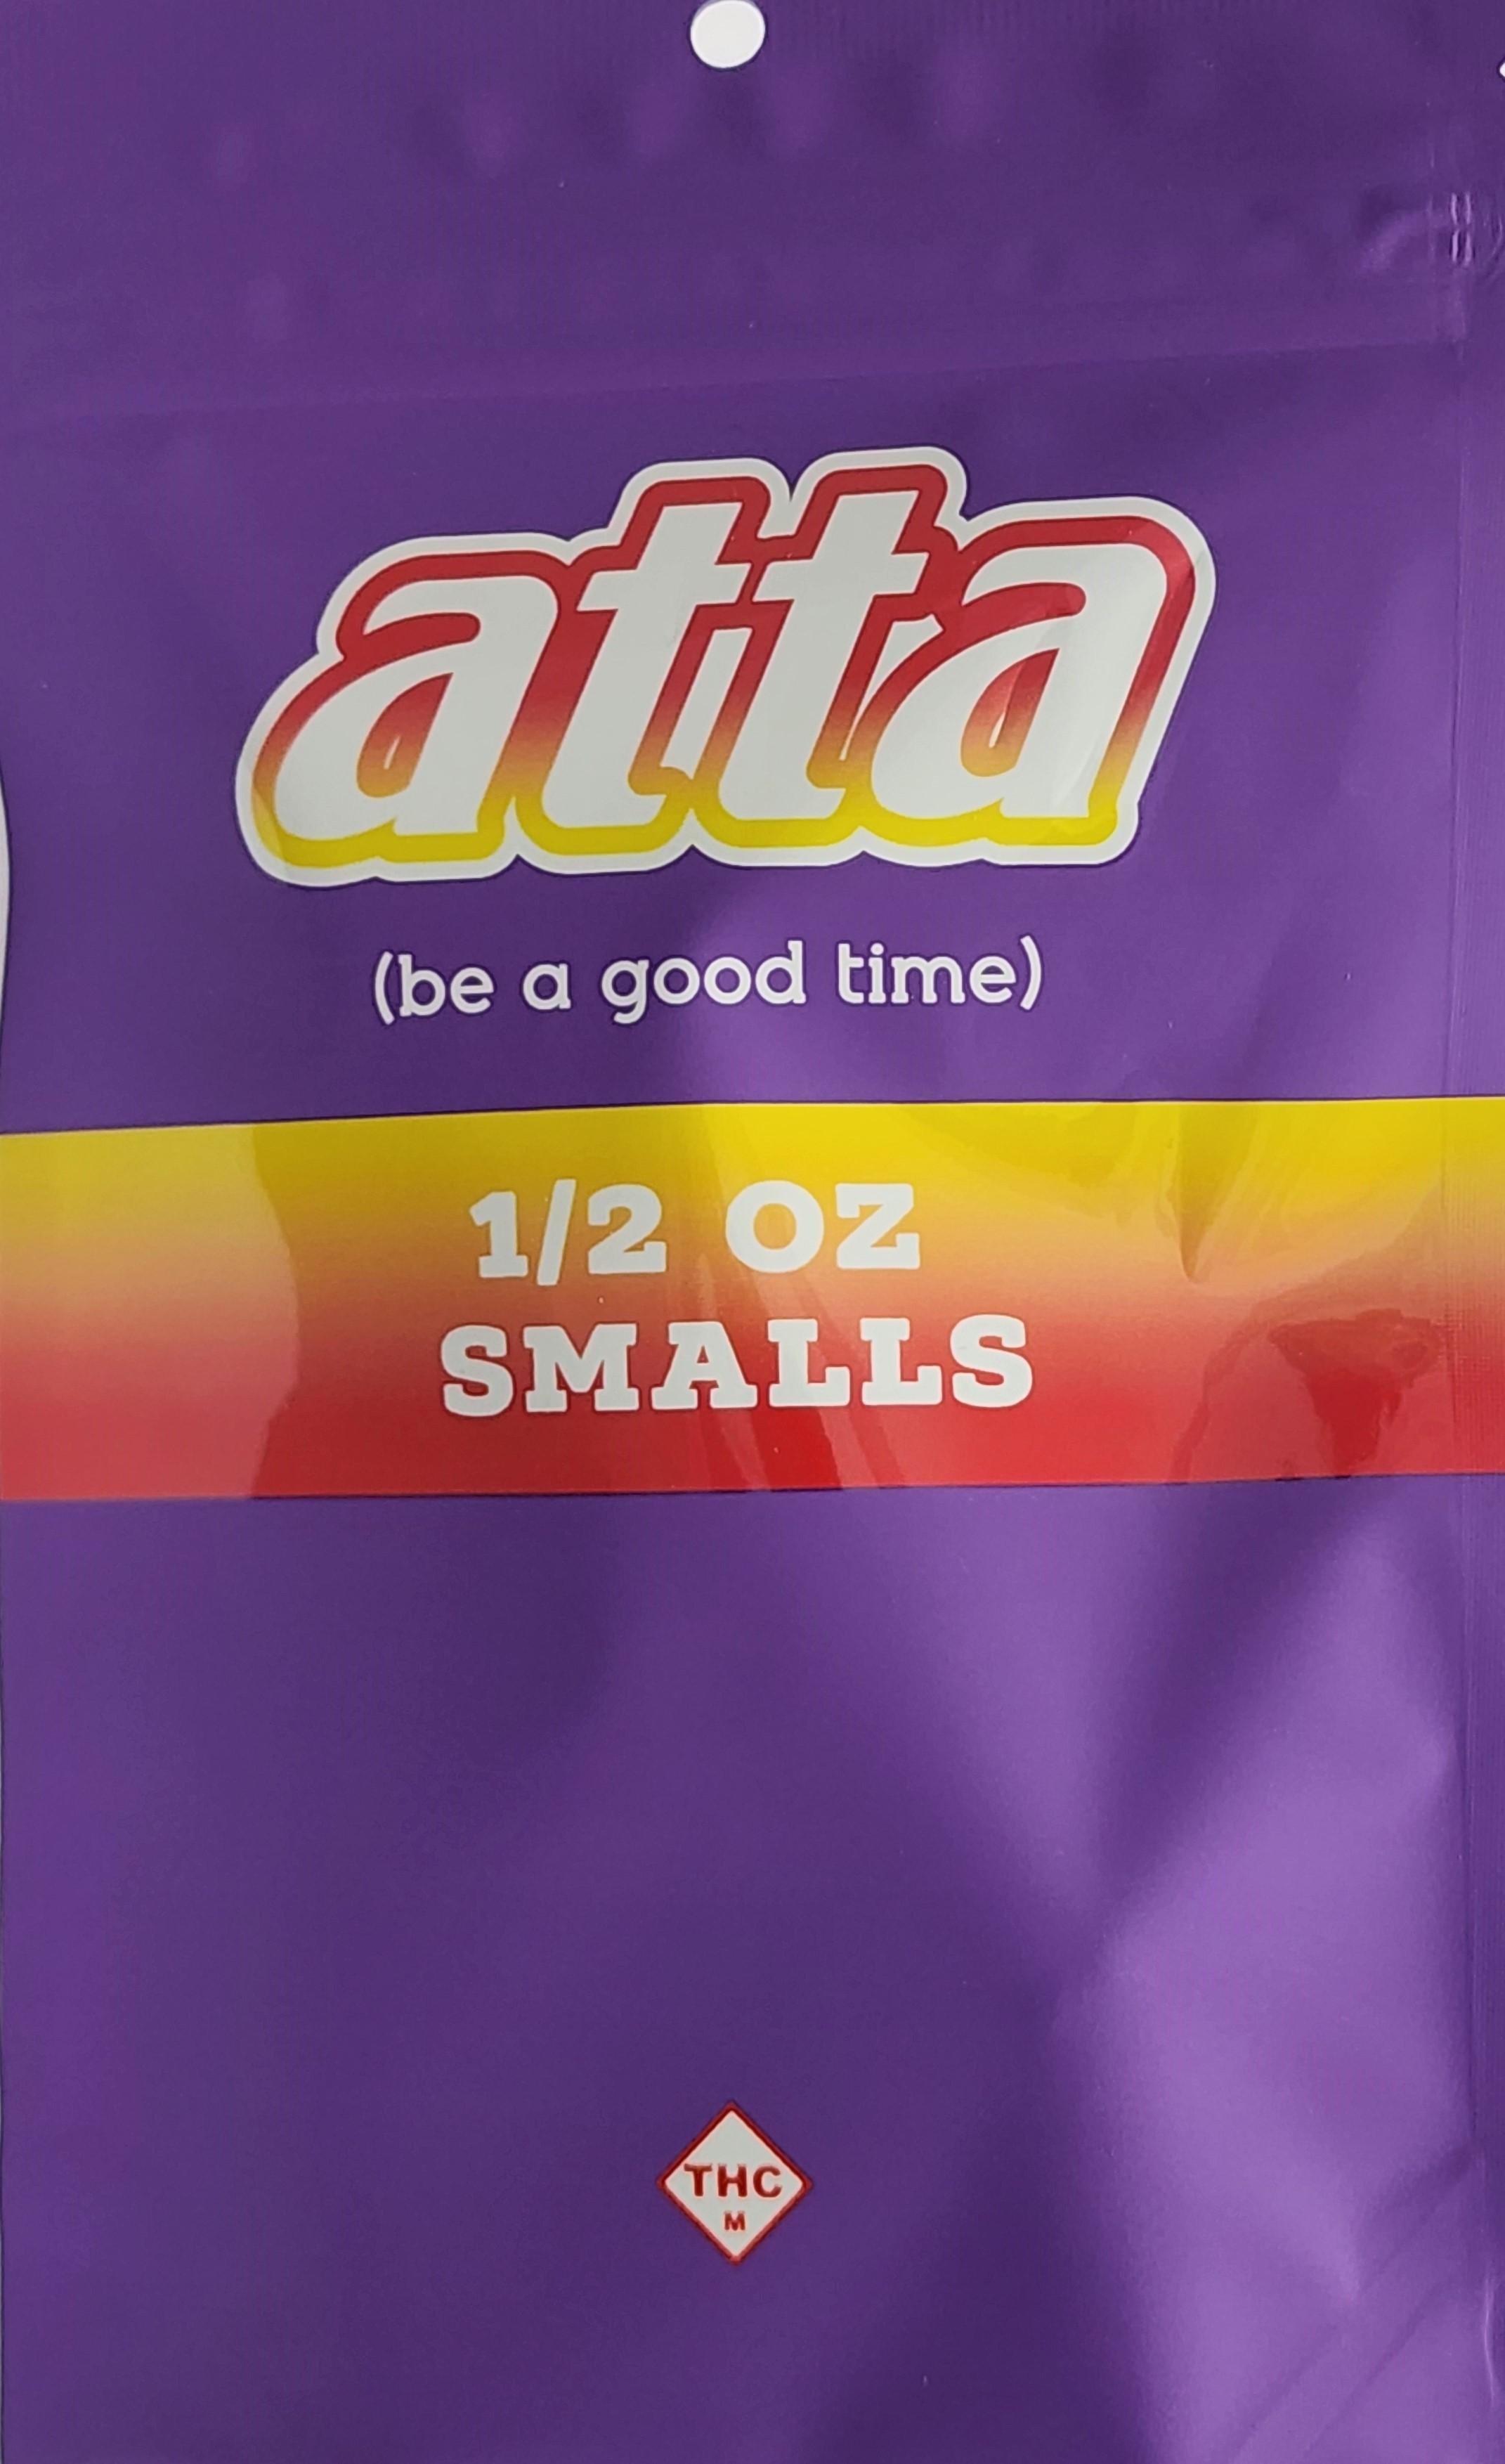 atta
(be a good time)
1/2 OZ
SMALLS
THC
M